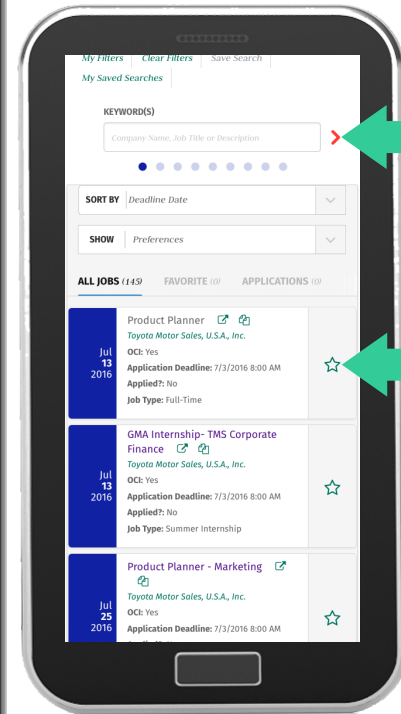 My Filters Clear Filters Save Search
My Saved Searches
KEYWORD(S)
Company Name, Job Title or Description
SORT BY Deadline Date
SHOW Preferences
ALL JOBS (145) FAVORITE (0) APPLICATIONS (0)
Jul
13
2016
Product Planner
Toyota Motor Sales, U.S.A., Inc.
OCI: Yes
Application Deadline: 7/3/2016 8:00 AM
Applied?: No
Job Type: Full-Time
Jul
13
2016
GMA Internship- TMS Corporate
Finance
Toyota Motor Sales, U.S.A., Inc.
OCI: Yes
Application Deadline: 7/3/2016 8:00 AM
Applied?: No
Job Type: Summer Internship
Jul
25
2016
Product Planner - Marketing
Toyota Motor Sales, U.S.A., Inc.
OCI: Yes
Application Deadline: 7/3/2016 8:00 AM